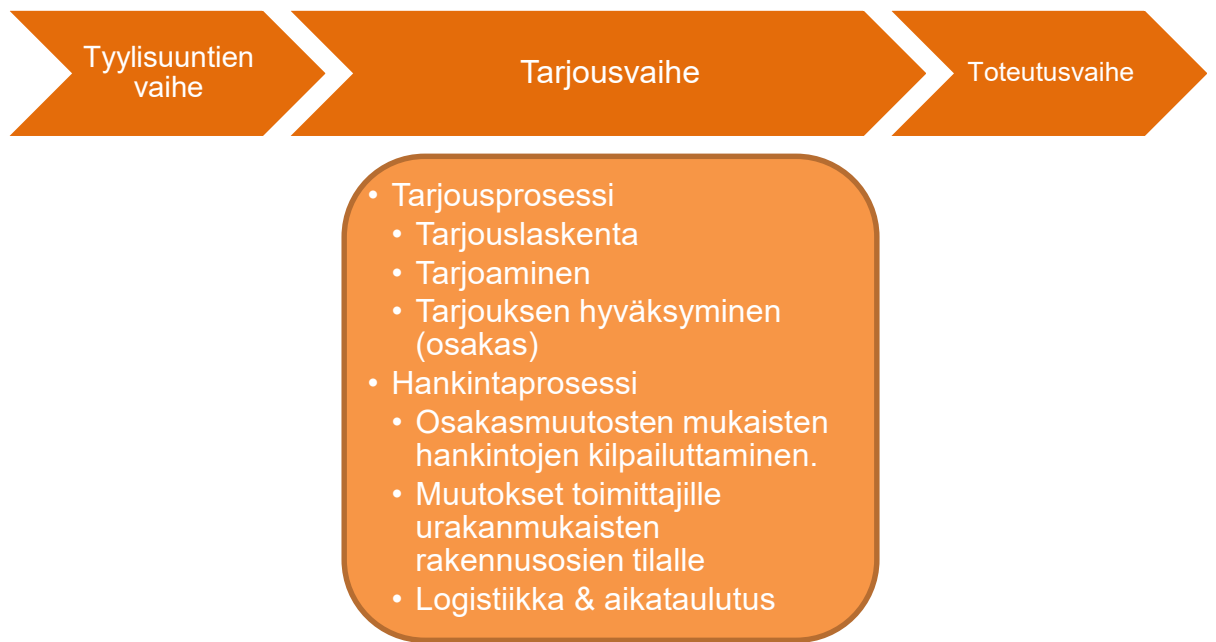 Tyylisuuntien
vaihe
Tarjousvaihe
Toteutusvaihe
• Tarjousprosessi
• Tarjouslaskenta
• Tarjoaminen
• Tarjouksen hyväksyminen
(osakas)
• Hankintaprosessi
• Osakasmuutosten mukaisten
hankintojen kilpailuttaminen.
• Muutokset toimittajille
urakanmukaisten
rakennusosien tilalle
• Logistiikka & aikataulutus